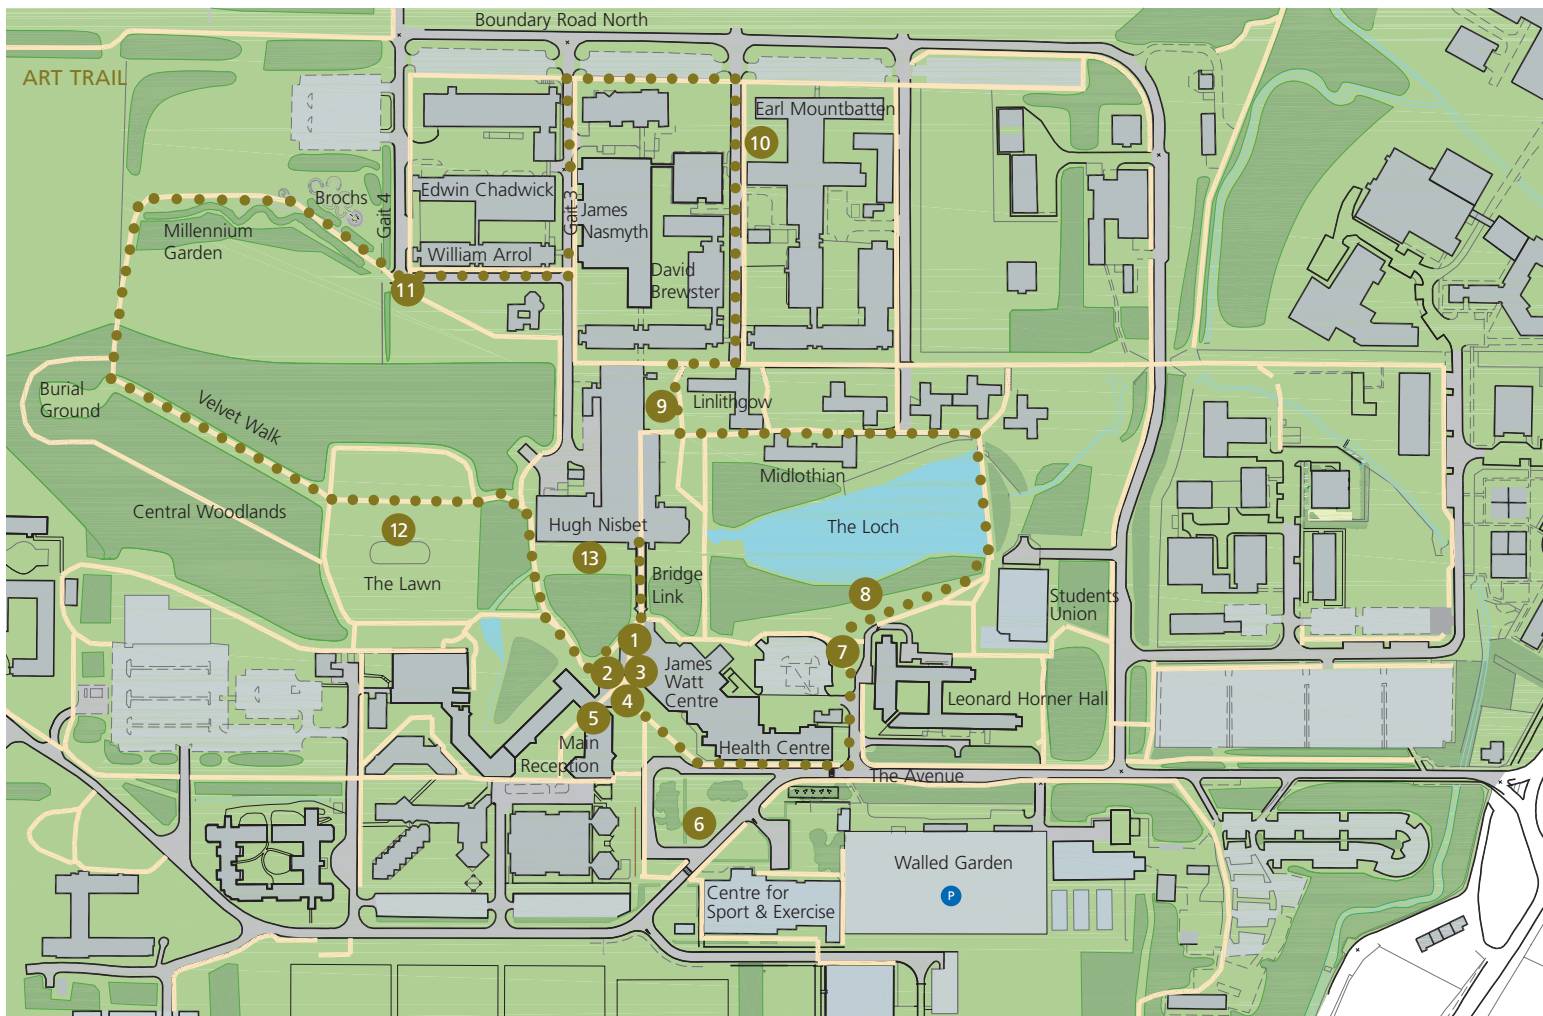 Boundary Road North
ART TRAIL
Earl Mountbatten
10
Edwin Chadwick
Brochs
Gait 4
Gait 3
James
Nasmyth
Millennium
Garden
William Arrol
David
Brewster
11
Burial
Ground
Velvet Walk
9
Linlithgow
Midlothian
Central Woodlands
12
Hugh Nisbet
The Loch
13
The Lawn
Bridge
Link
8
Students
Union
1
7
2
3
James
Watt
Centre
4
Leonard Horner Hall
5
Main
Reception
Health Centre
The Avenue
6
Walled Garden
P
Centre for
Sport & Exercise